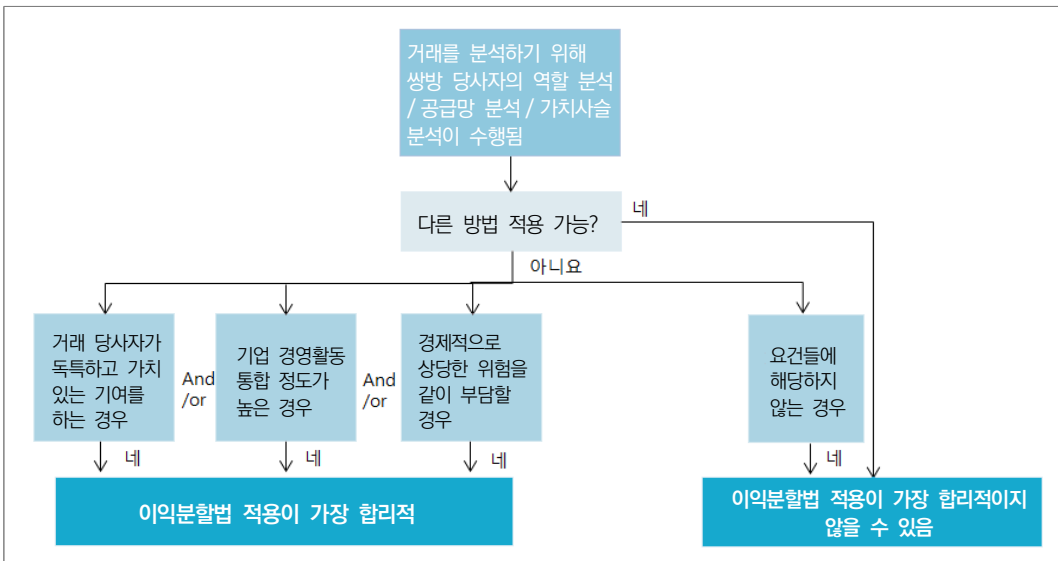 거래를 분석하기 위해
쌍방 당사자의 역할 분석
/ 공급망 분석 / 가치사슬
분석이 수행됨
다른 방법 적용 가능?
네
아니요
거래 당사자가
독특하고 가치
있는 기여를
하는 경우
And
/or
기업 경영활동
통합 정도가
높은 경우
And
/or
경제적으로
상당한 위험을
같이 부담할
경우
요건들에
해당하지
않는 경우
네
네
네
네
이익분할법 적용이 가장 합리적
이익분할법 적용이 가장 합리적이지
않을 수 있음